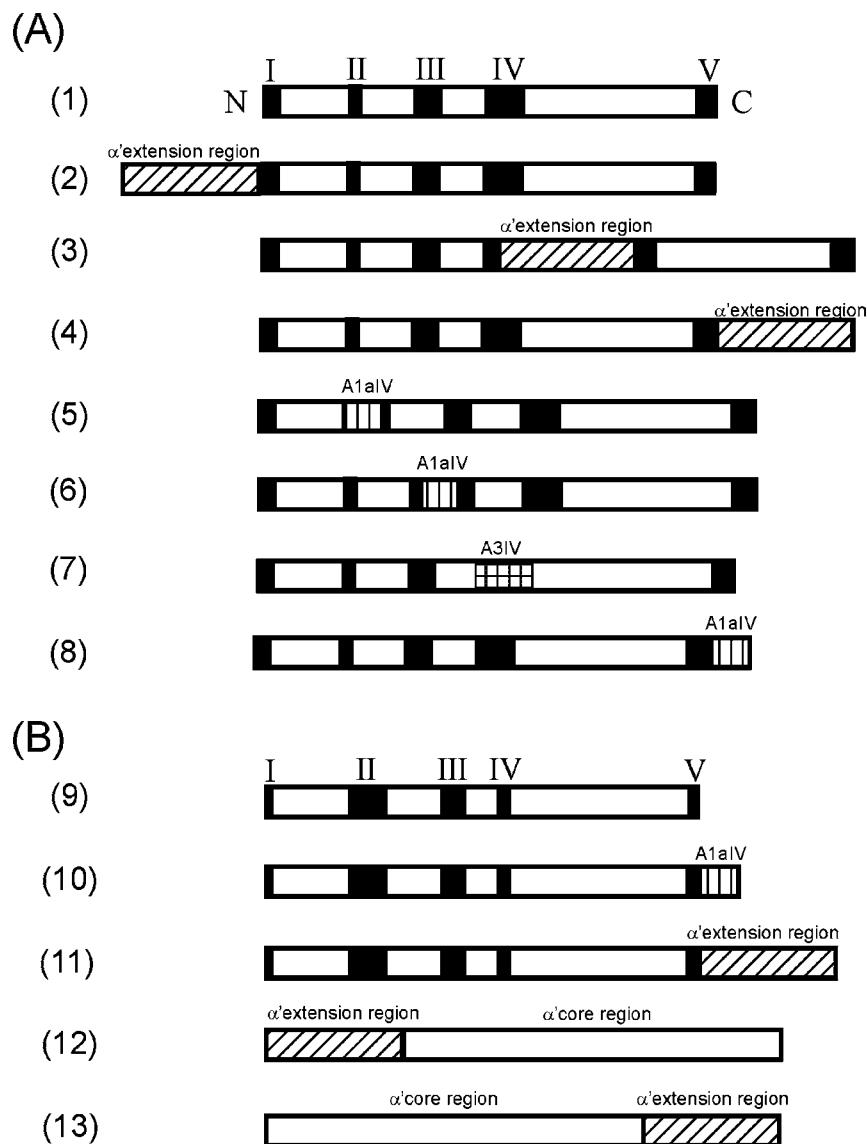 (A)
I II III IV V
(1) N C
α'extension region
(2)
α'extension region
(3)
α'extension region
(4)
A1aIV
(5)
A1aIV
(6)
A3IV
(7)
A1aIV
(8)
(B)
I II III IV V
(9)
A1aIV
(10)
α'extension region
(11)
α'extension region α'core region
(12)
α'core region α'extension region
(13)